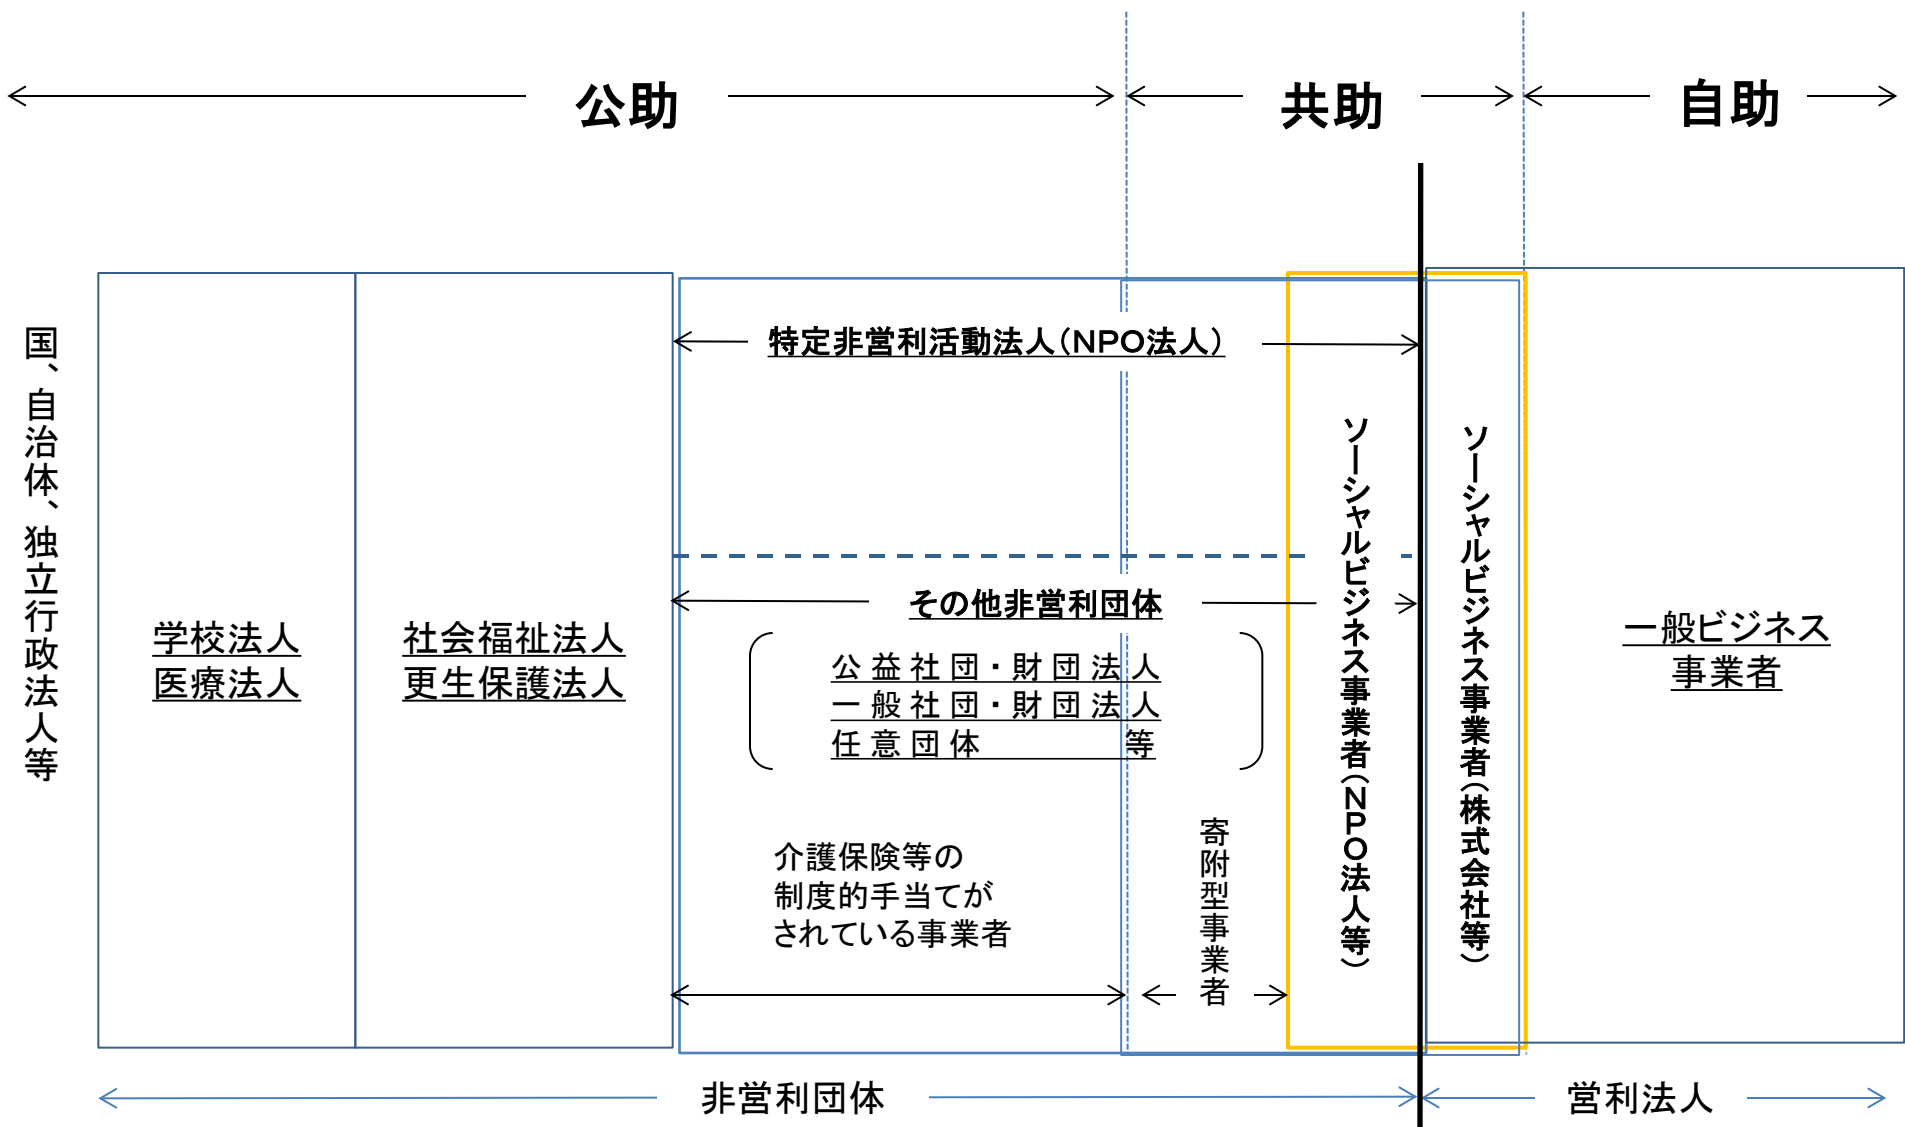 公助
共助
自助
国、自治体、独立行政法人等
学校法人
医療法人
社会福祉法人
更生保護法人
特定非営利活動法人（ＮＰＯ法人）
その他非営利団体
公益社団・財団法人
一般社団・財団法人
任意団体　　　　等
介護保険等の
制度的手当てが
されている事業者
寄附型事業者
ソーシャルビジネス事業者（ＮＰＯ法人等）
ソーシャルビジネス事業者（株式会社等）
一般ビジネス
事業者
非営利団体
営利法人